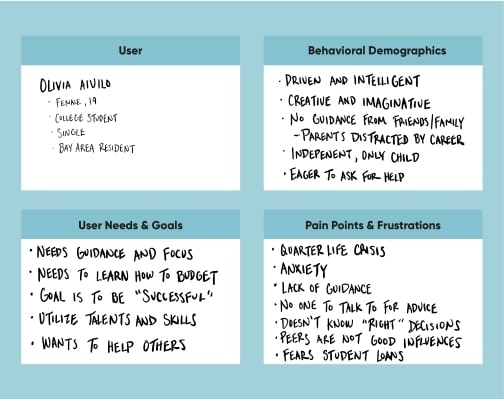 User
OLIVIA AIVILO
· FEMALE, 19
· COLLEGE STUDENT
· SINGLE
· BAY AREA RESIDENT
Behavioral Demographics
· DRIVEN AND INTELLIGENT
· CREATIVE AND IMAGINATIVE
· NO GUIDANCE FROM FRIENDS/FAMILY
- PARENTS DISTRACTED BY CAREER
· INDEPENENT, ONLY CHILD
· EAGER TO ASK FOR HELP
User Needs & Goals
· NEEDS GUIDANCE AND FOCUS
· NEEDS TO LEARN HOW TO BUDGET
· GOAL IS TO BE "SUCCESSFUL"
· UTILIZE TALENTS AND SKILLS
· WANTS TO HELP OTHERS
Pain Points & Frustrations
· QUARTER LIFE CRISIS
· ANXIETY
· LACK OF GUIDANCE
· NO ONE TO TALK TO FOR ADVICE
· DOESN'T KNOW "RIGHT" DECISIONS
· PEERS ARE NOT GOOD INFLUENCES
· FEARS STUDENT LOANS